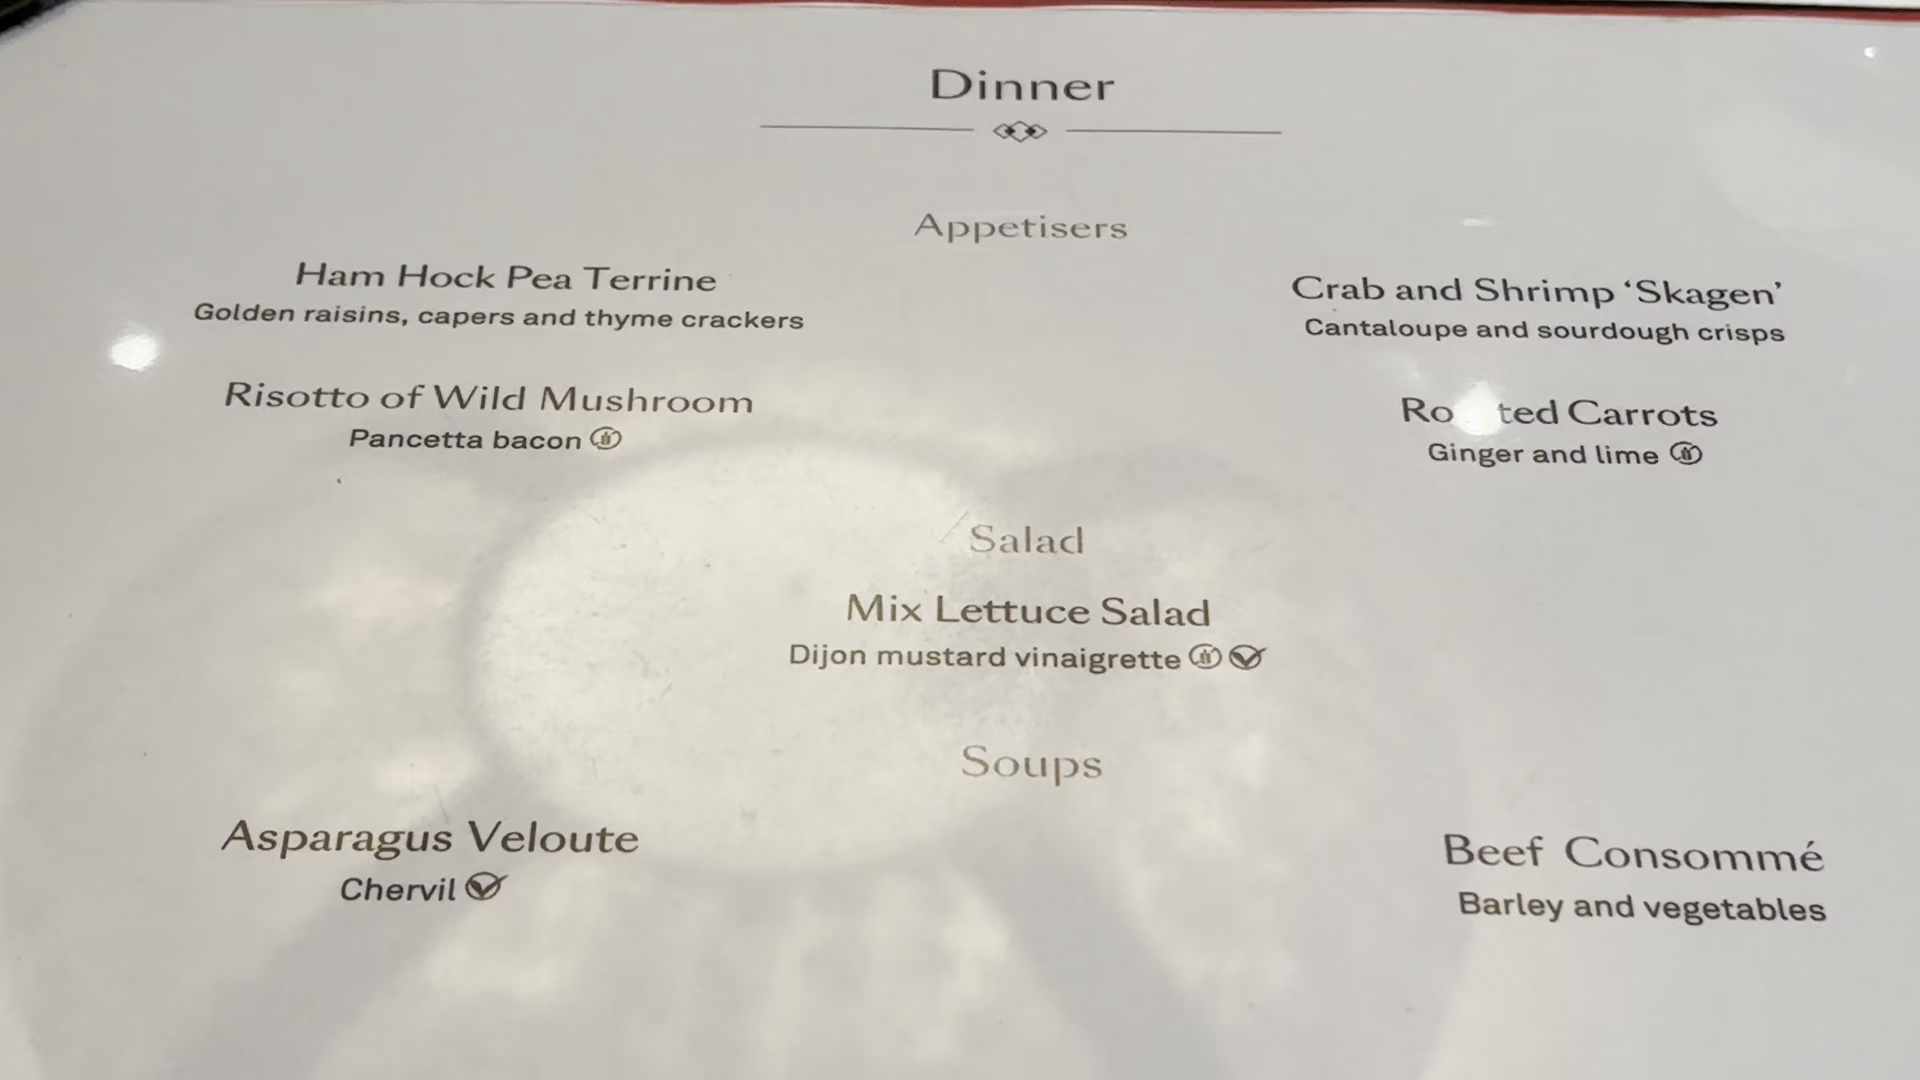 Dinner
Appetisers
Ham Hock Pea Terrine
Golden raisins, capers and thyme crackers
Crab and Shrimp ‘Skagen’
Cantaloupe and sourdough crisps
Risotto of Wild Mushroom
Pancetta bacon
Carrots
Ginger and lime
Salad
Mix Lettuce Salad
Dijon mustard vinaigrette
Soups
Asparagus Veloute
Chervil
Beef Consommé
Barley and vegetables